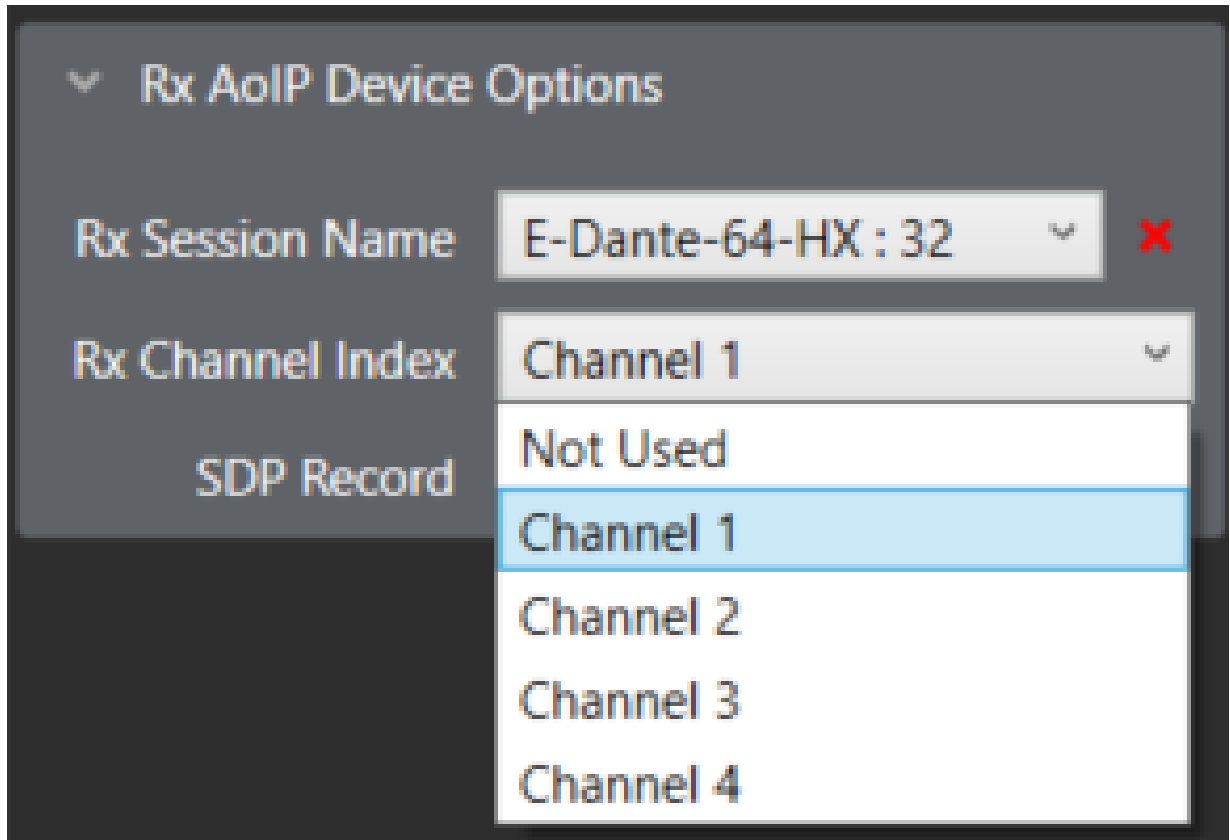 Rx AoIP Device Options
Rx Session Name E-Dante-64-HX : 32
Rx Channel Index Channel 1
Not Used
SDP Record
Channel 1
Channel 2
Channel 3
Channel 4